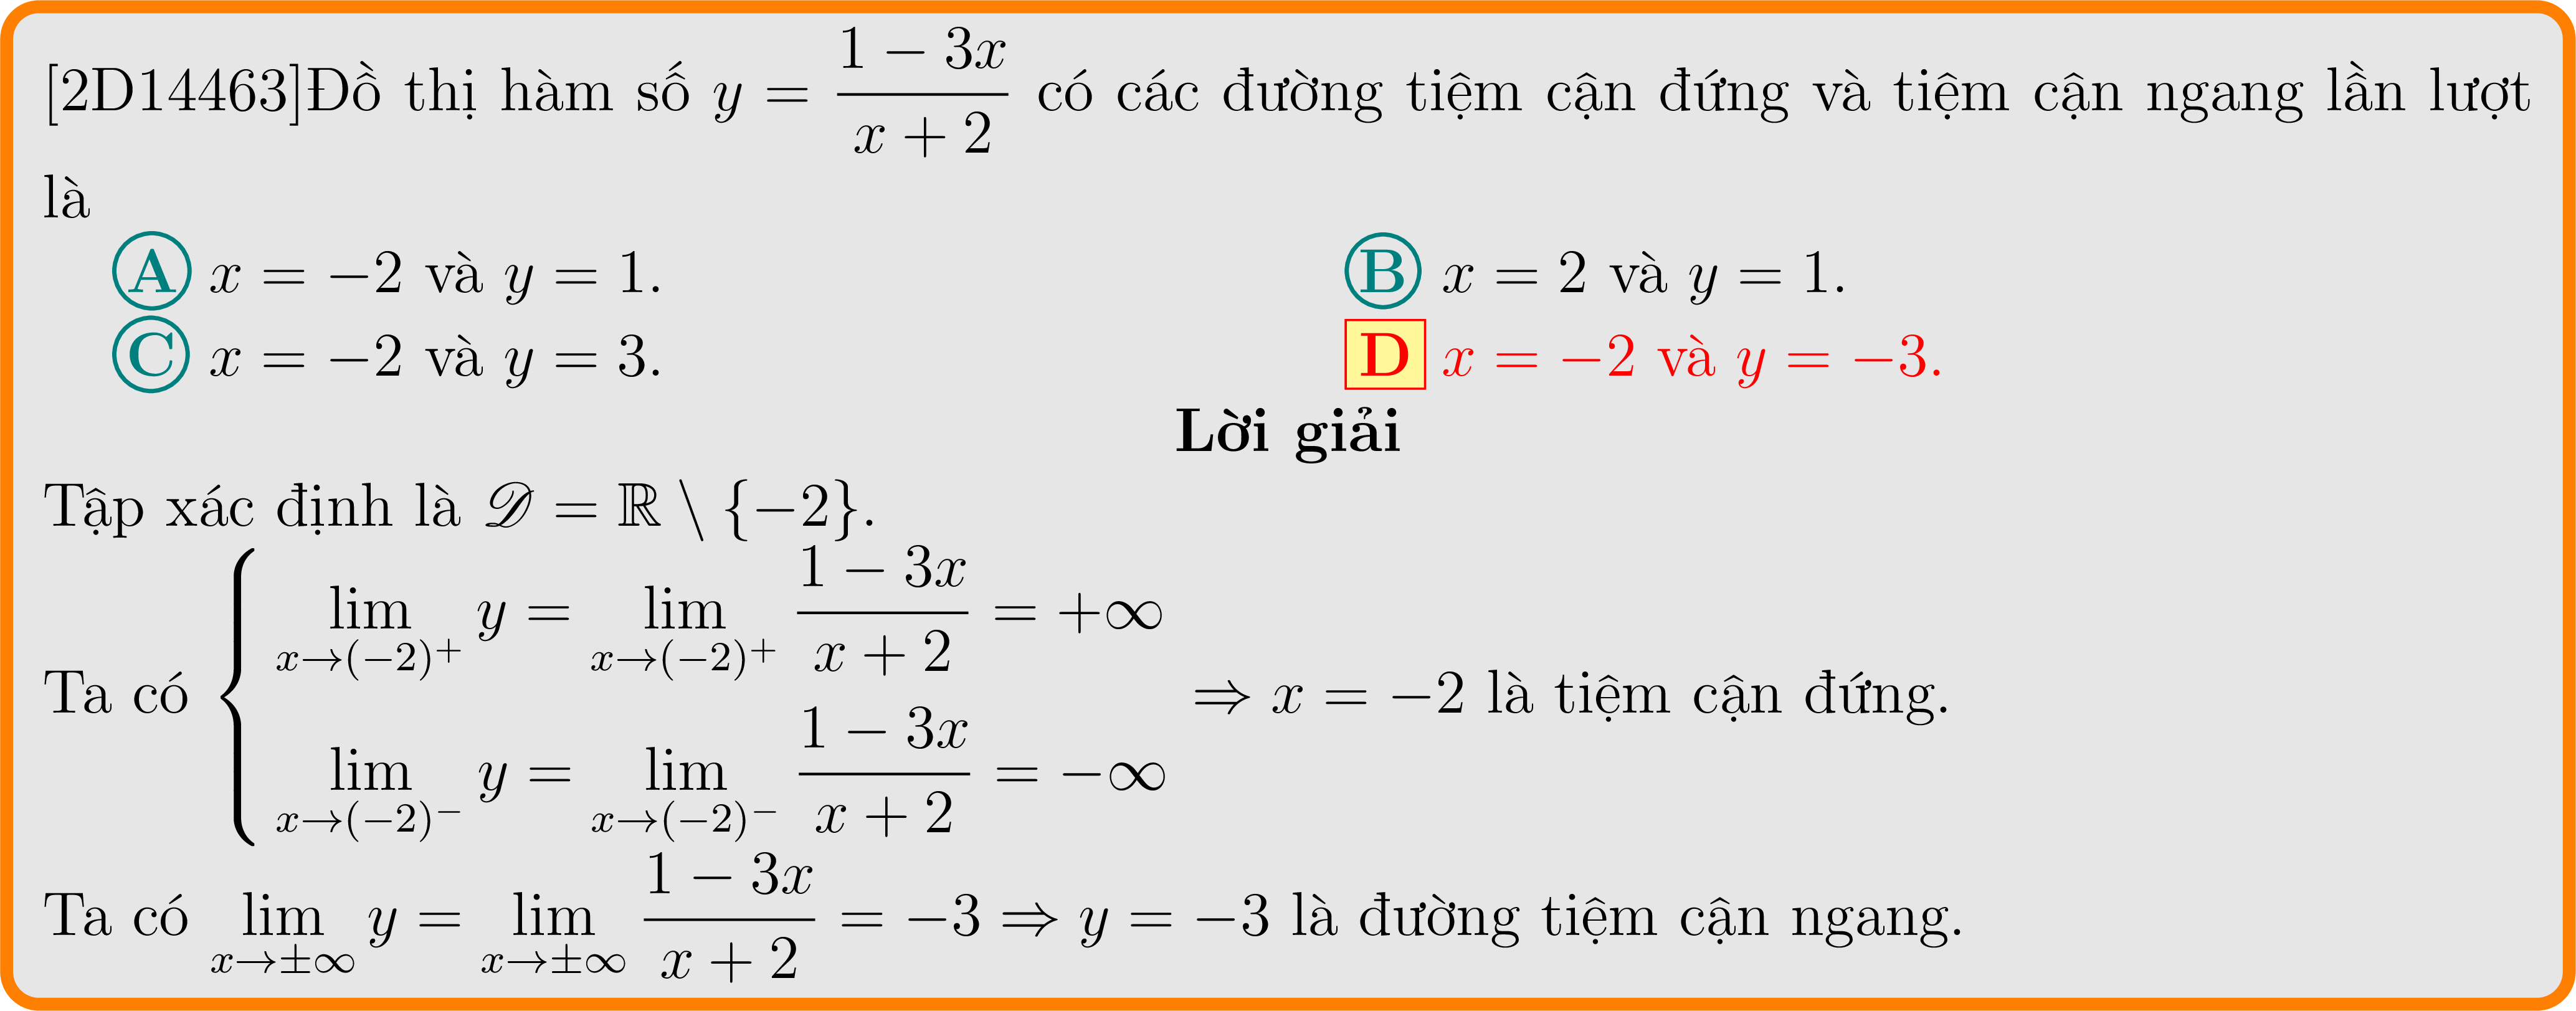 [2D14463]Đồ thị hàm số $y = \dfrac{1 - 3x}{x + 2}$ có các đường tiệm cận đứng và tiệm cận ngang lần lượt
là
A $x = -2$ và $y = 1$. B $x = 2$ và $y = 1$.
C $x = -2$ và $y = 3$. D $x = -2$ và $y = -3$.
Lời giải
Tập xác định là $\mathscr{D} = \mathbb{R} \setminus \{-2\}$.
Ta có $\begin{cases} \lim\limits_{x \to (-2)^+} y = \lim\limits_{x \to (-2)^+} \dfrac{1 - 3x}{x + 2} = +\infty \\ \lim\limits_{x \to (-2)^-} y = \lim\limits_{x \to (-2)^-} \dfrac{1 - 3x}{x + 2} = -\infty \end{cases} \Rightarrow x = -2$ là tiệm cận đứng.
Ta có $\lim\limits_{x \to \pm\infty} y = \lim\limits_{x \to \pm\infty} \dfrac{1 - 3x}{x + 2} = -3 \Rightarrow y = -3$ là đường tiệm cận ngang.